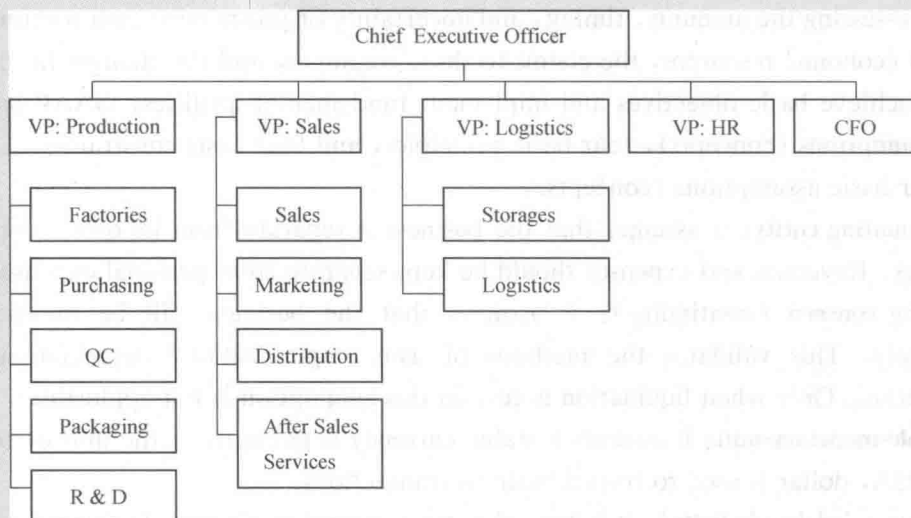 Chief Executive Officer
VP: Production
VP: Sales
VP: Logistics
VP: HR
CFO
Factories
Purchasing
QC
Packaging
R & D
Sales
Marketing
Distribution
After Sales
Services
Storages
Logistics